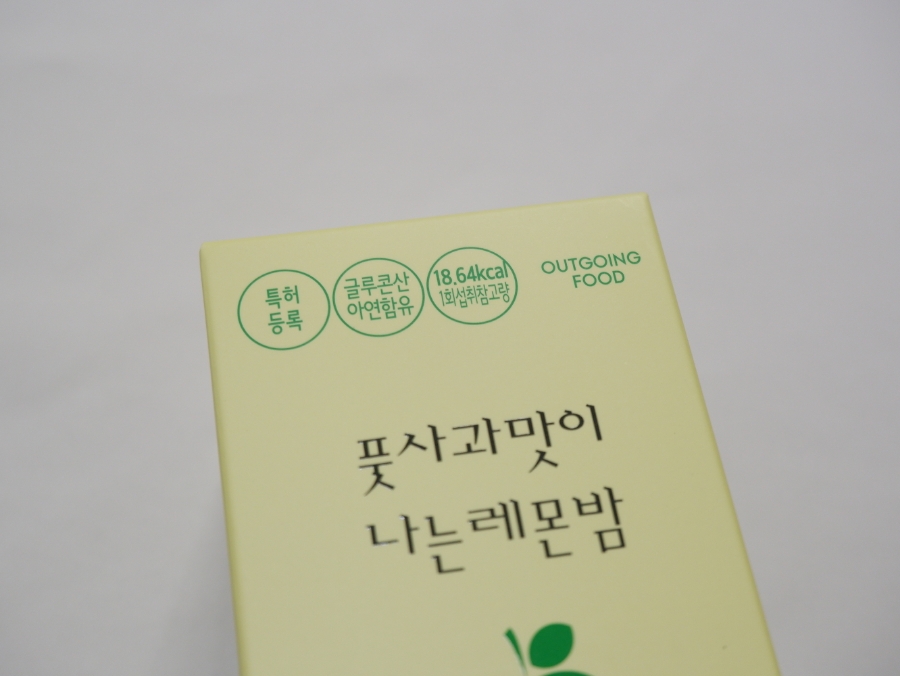 특허
등록
글루콘산
아연함유
18.64kcal
1회섭취참고량
OUTGOING
FOOD
풋사과맛이
나는레몬밤